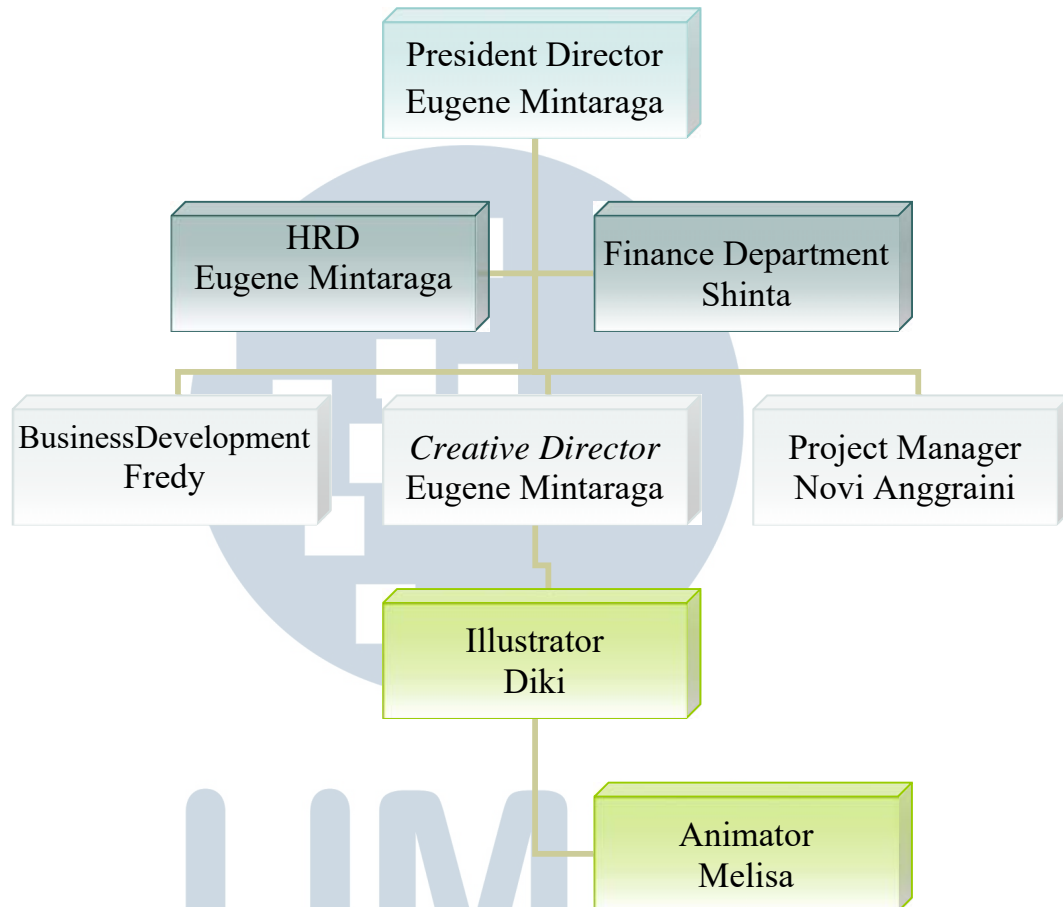 President Director
Eugene Mintaraga
HRD
Eugene Mintaraga
Finance Department
Shinta
BusinessDevelopment
Fredy
Creative Director
Eugene Mintaraga
Project Manager
Novi Anggraini
Illustrator
Diki
Animator
Melisa